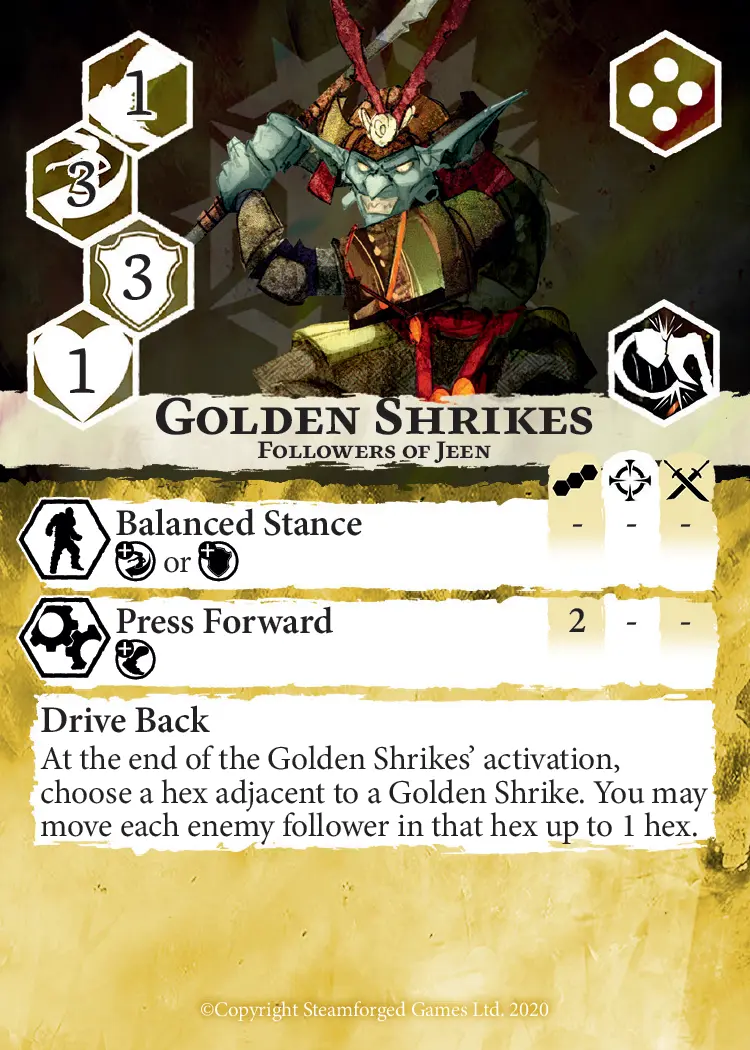 1
3
3
1
Golden Shrikes
Followers of Jeen
Balanced Stance
- - -
+ or +
Press Forward
2 - -
+
Drive Back
At the end of the Golden Shrikes’ activation,
choose a hex adjacent to a Golden Shrike. You may
move each enemy follower in that hex up to 1 hex.
©Copyright Steamforged Games Ltd. 2020